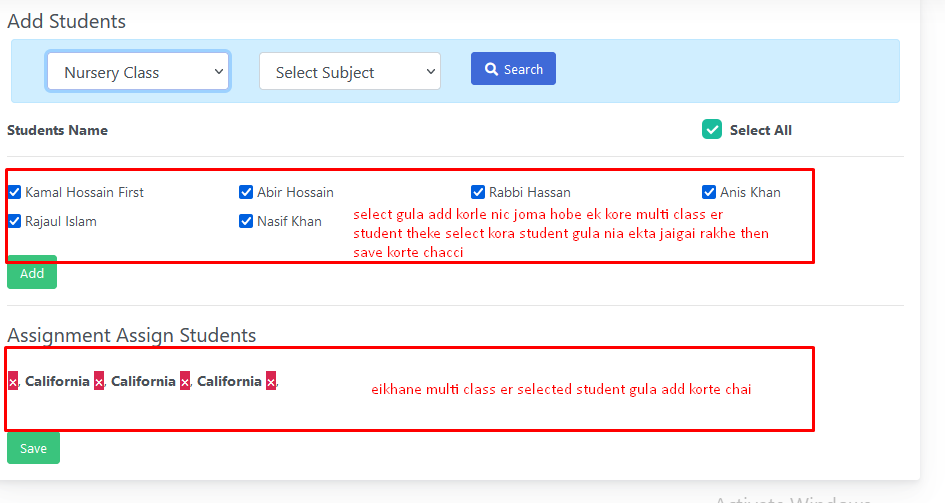 Add Students
Nursery Class Select Subject Search
Students Name Select All
Kamal Hossain First Abir Hossain Rabbi Hassan Anis Khan
Rajaul Islam Nasif Khan
select gula add korle nic joma hobe ek kore multi class er
student theke select kora student gula nia ekta jaigai rakhe then
save korte chacci
Add
Assignment Assign Students
×, California ×, California ×, California ×,
eikhane multi class er selected student gula add korte chai
Save
Activate Windows